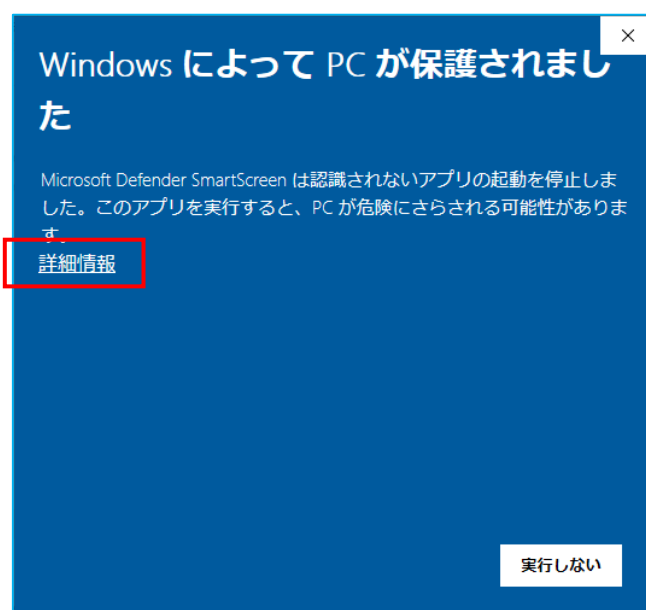 Windows によって PC が保護されまし
た
Microsoft Defender SmartScreen は認識されないアプリの起動を停止しま
した。このアプリを実行すると、PC が危険にさらされる可能性がありま
す。
詳細情報
実行しない